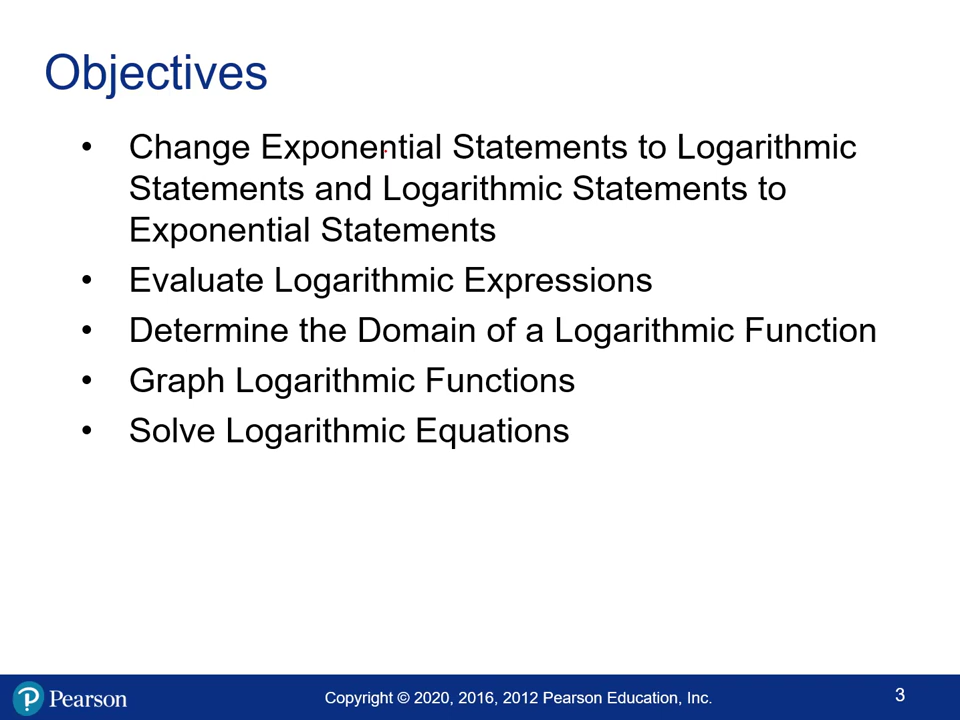 Objectives
• Change Exponential Statements to Logarithmic
Statements and Logarithmic Statements to
Exponential Statements
• Evaluate Logarithmic Expressions
• Determine the Domain of a Logarithmic Function
• Graph Logarithmic Functions
• Solve Logarithmic Equations
P Pearson
Copyright © 2020, 2016, 2012 Pearson Education, Inc.
3